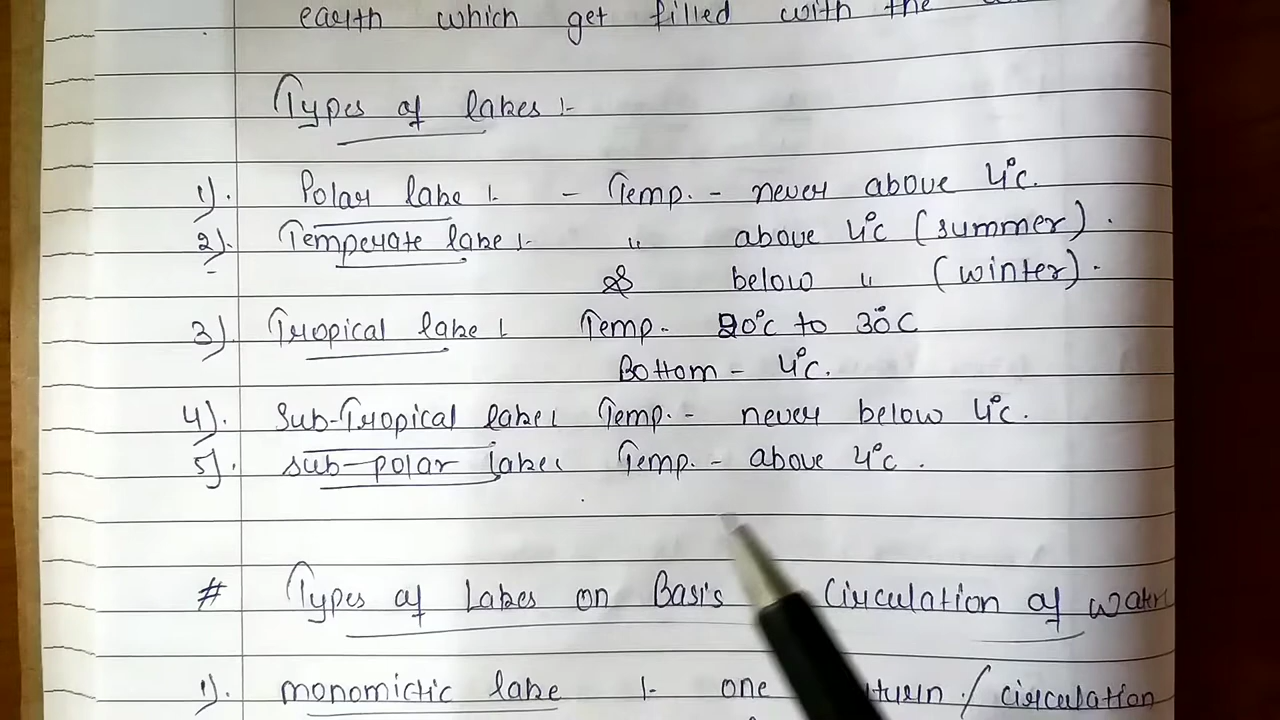 earth which get filled with the
Types of lakes :-
1). Polar lake :- - Temp. - never above 4°c.
2). Temperate lake :- " above 4°c (summer).
& below " (winter).
3) Tropical lake :- Temp. 20°c to 30°C
Bottom - 4°c.
4). Sub-Tropical lake :- Temp. - never below 4°c.
5). sub-polar lake :- Temp. - above 4°c.
# Types of Lakes on Basis Circulation of water
1). monomictic lake :- one turn / circulation